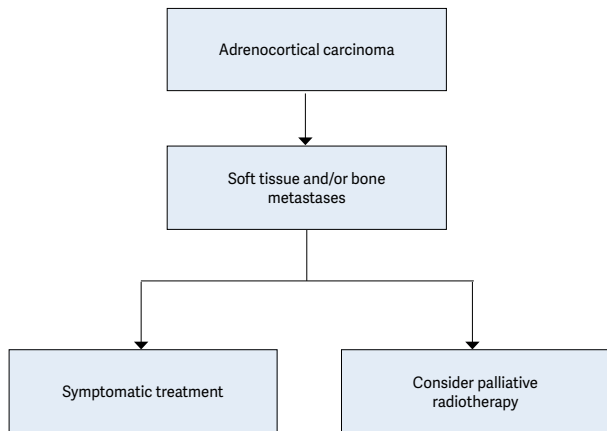 Adrenocortical carcinoma
Soft tissue and/or bone
metastases
Symptomatic treatment
Consider palliative
radiotherapy